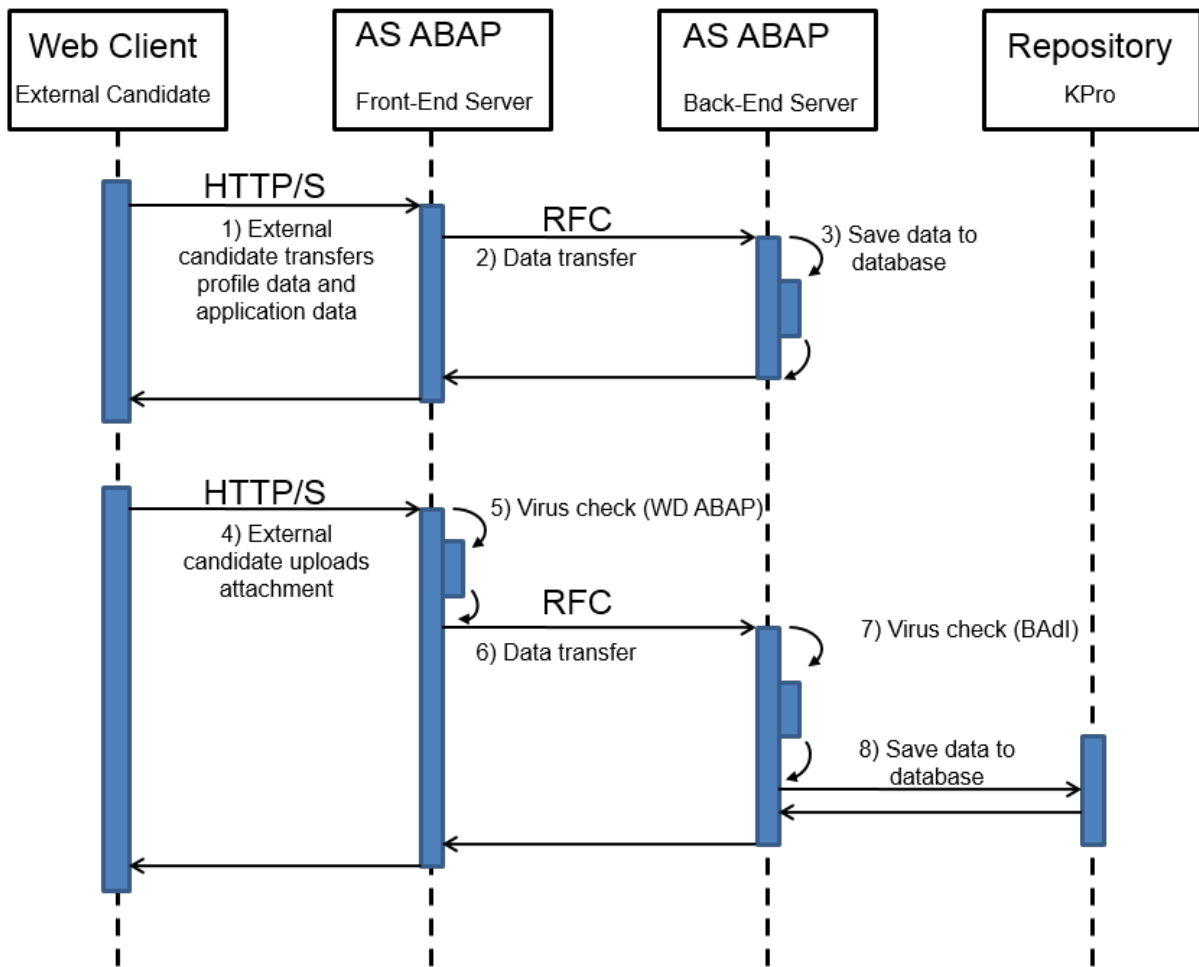 Web Client
External Candidate
AS ABAP
Front-End Server
AS ABAP
Back-End Server
Repository
KPro
HTTP/S
1) External
candidate transfers
profile data and
application data
RFC
2) Data transfer
3) Save data to
database
HTTP/S
4) External
candidate uploads
attachment
5) Virus check (WD ABAP)
RFC
6) Data transfer
7) Virus check (BAdI)
8) Save data to
database